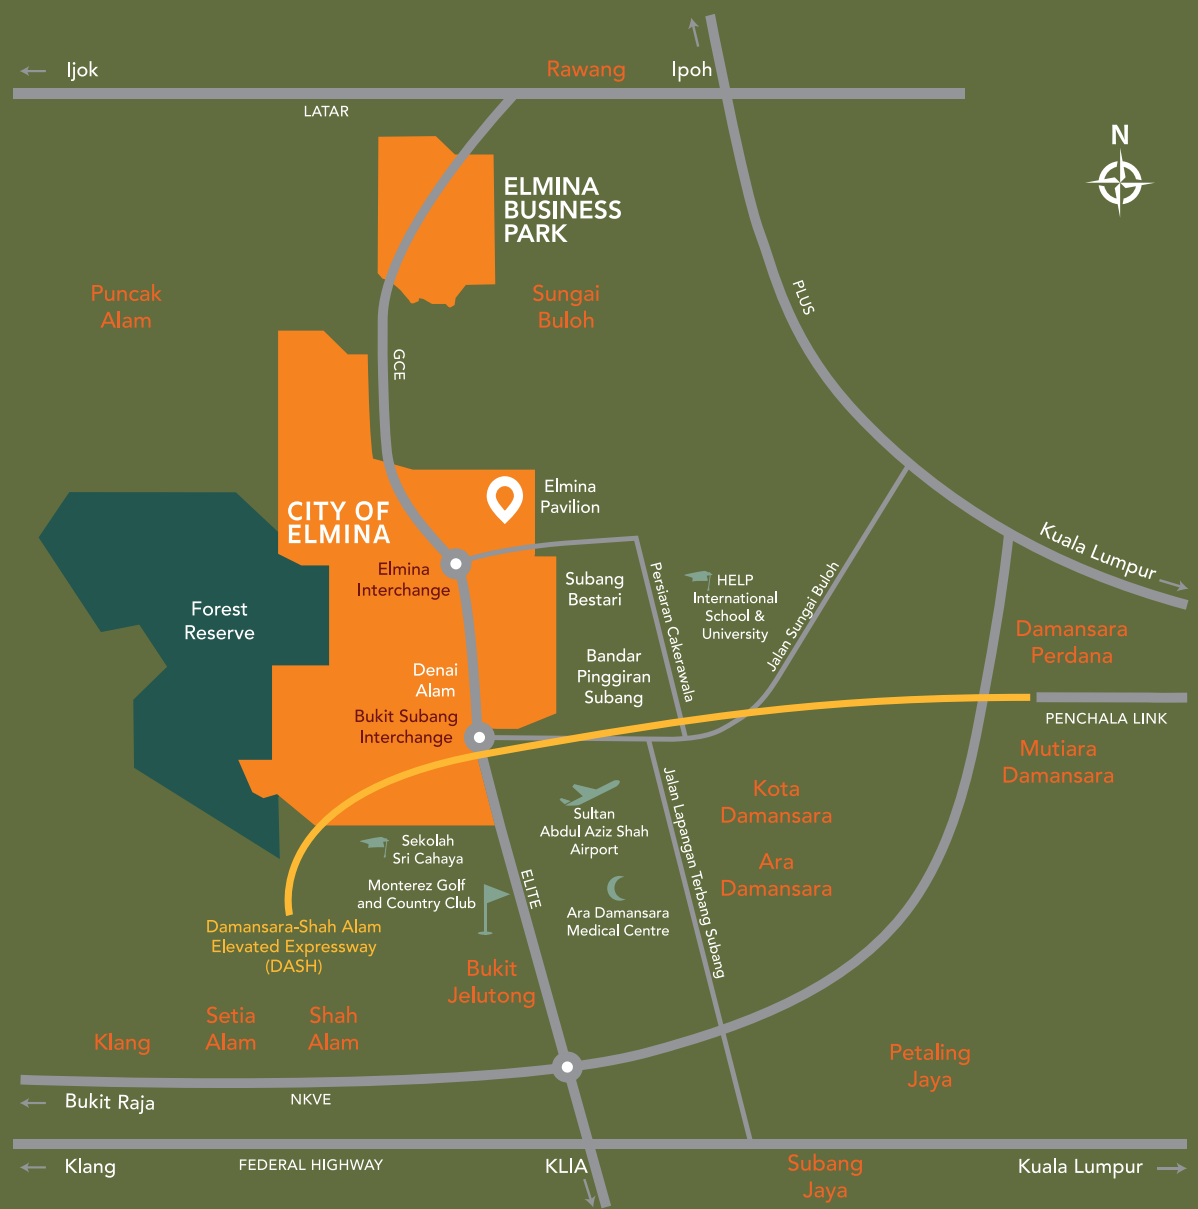 Ijok
Rawang
Ipoh
LATAR
N
ELMINA
BUSINESS
PARK
Puncak
Alam
Sungai
Buloh
PLUS
GCE
Elmina
Pavilion
CITY OF
ELMINA
Kuala Lumpur
Elmina
Interchange
Subang
Bestari
Persiaran Cakerawala
HELP
International
School &
University
Jalan Sungai Buloh
Forest
Reserve
Damansara
Perdana
Bandar
Pinggiran
Subang
Denai
Alam
Bukit Subang
Interchange
PENCHALA LINK
Mutiara
Damansara
Jalan Lapangan Terbang Subang
Kota
Damansara
Sultan
Abdul Aziz Shah
Airport
Sekolah
Sri Cahaya
Ara
Damansara
Monterez Golf
and Country Club
ELITE
Ara Damansara
Medical Centre
Damansara-Shah Alam
Elevated Expressway
(DASH)
Bukit
Jelutong
Klang
Setia
Alam
Shah
Alam
Petaling
Jaya
Bukit Raja
NKVE
Klang
FEDERAL HIGHWAY
KLIA
Subang
Jaya
Kuala Lumpur